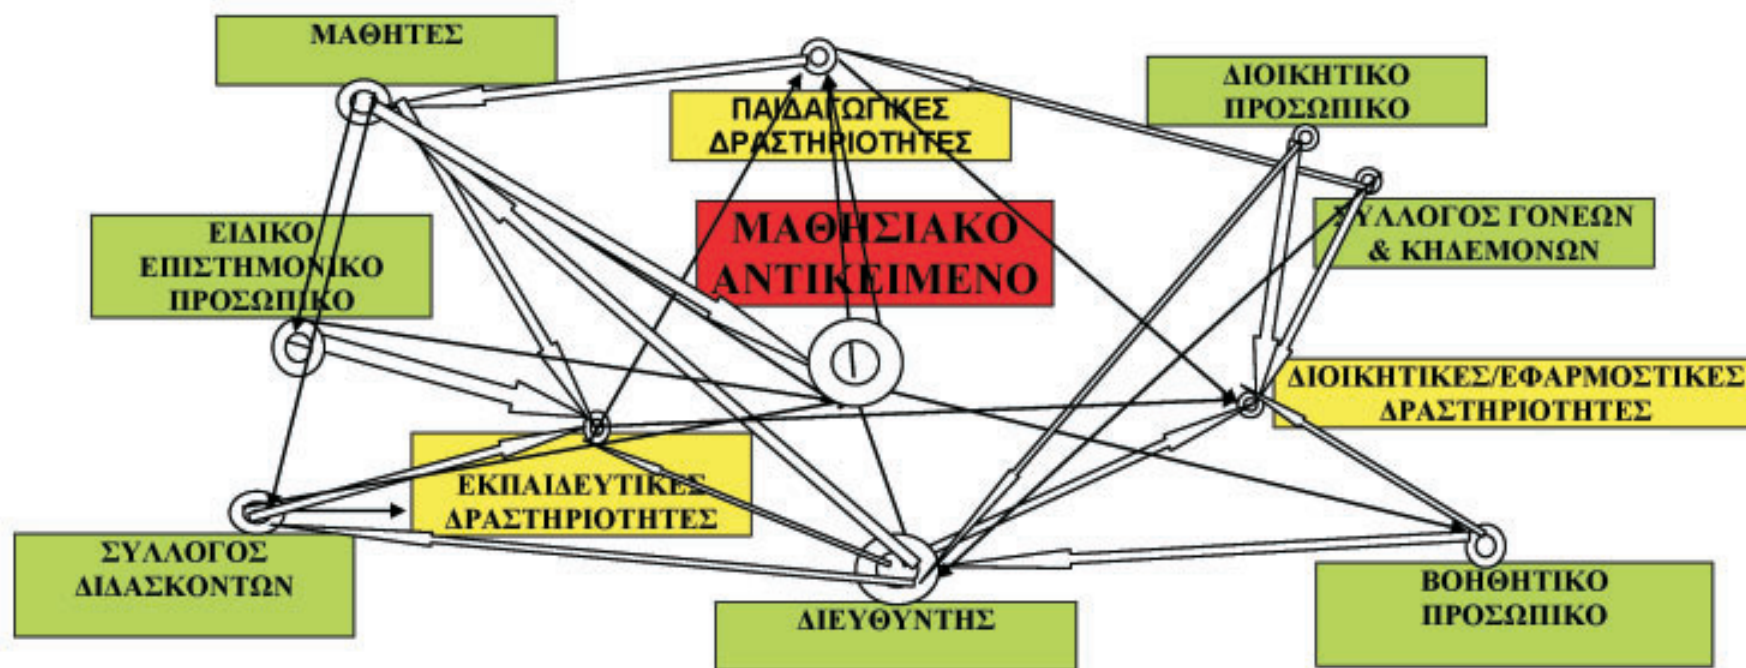 ΜΑΘΗΤΕΣ
ΔΙΟΙΚΗΤΙΚΟ
ΠΡΟΣΩΠΙΚΟ
ΠΑΙΔΑΓΩΓΙΚΕΣ
ΔΡΑΣΤΗΡΙΟΤΗΤΕΣ
ΕΙΔΙΚΟ
ΕΠΙΣΤΗΜΟΝΙΚΟ
ΠΡΟΣΩΠΙΚΟ
ΜΑΘΗΣΙΑΚΟ
ΑΝΤΙΚΕΙΜΕΝΟ
ΣΥΛΛΟΓΟΣ ΓΟΝΕΩΝ
& ΚΗΔΕΜΟΝΩΝ
ΔΙΟΙΚΗΤΙΚΕΣ/ΕΦΑΡΜΟΣΤΙΚΕΣ
ΔΡΑΣΤΗΡΙΟΤΗΤΕΣ
ΕΚΠΑΙΔΕΥΤΙΚΕΣ
ΔΡΑΣΤΗΡΙΟΤΗΤΕΣ
ΣΥΛΛΟΓΟΣ
ΔΙΔΑΣΚΟΝΤΩΝ
ΔΙΕΥΘΥΝΤΗΣ
ΒΟΗΘΗΤΙΚΟ
ΠΡΟΣΩΠΙΚΟ